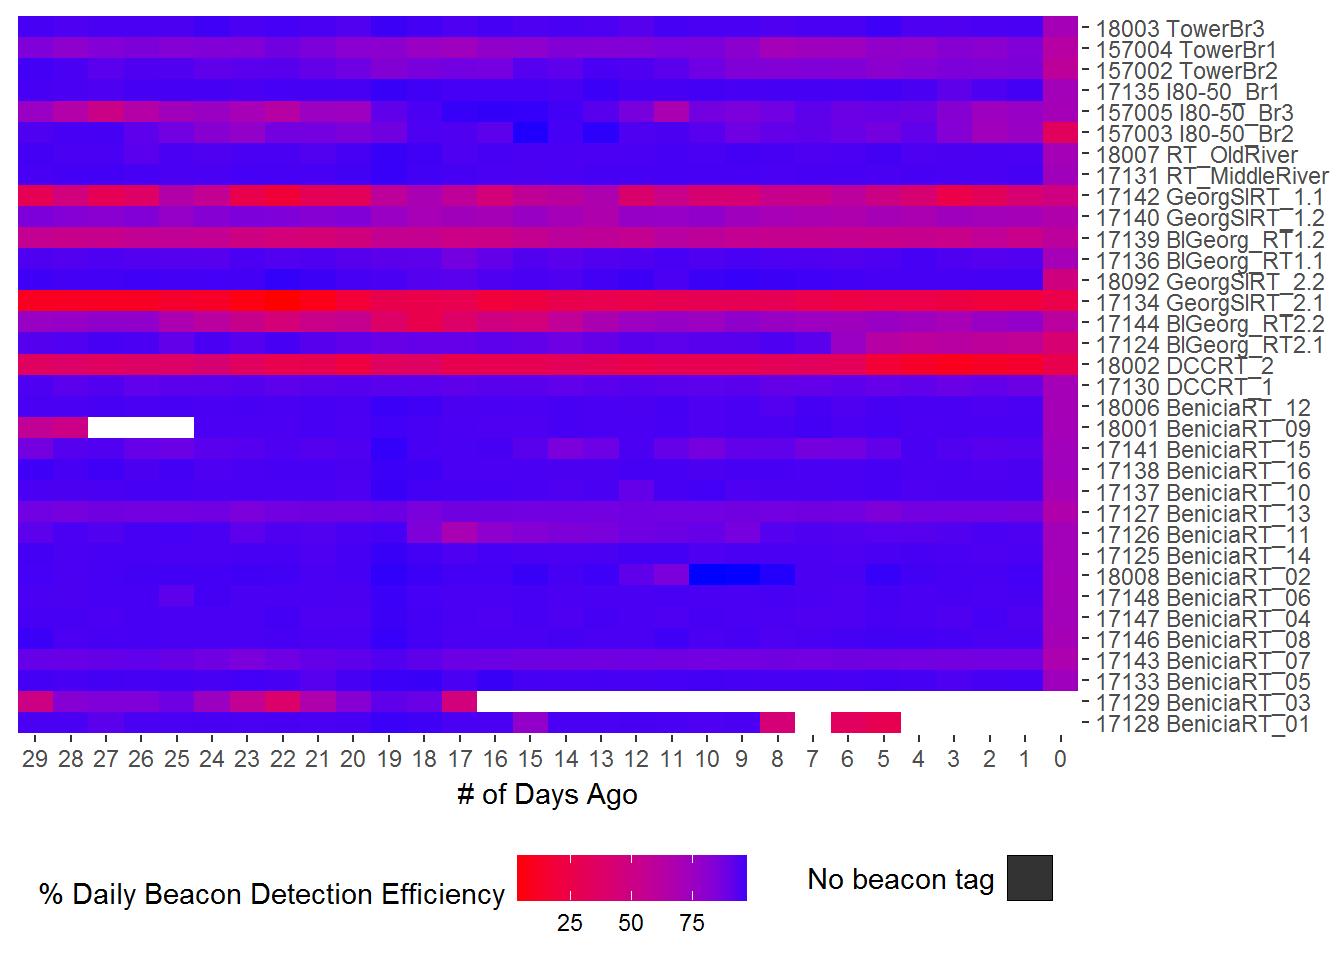 18003 TowerBr3
157004 TowerBr1
157002 TowerBr2
17135 I80-50_Br1
157005 I80-50_Br3
157003 I80-50_Br2
18007 RT_OldRiver
17131 RT_MiddleRiver
17142 GeorgSlRT_1.1
17140 GeorgSlRT_1.2
17139 BlGeorg_RT1.2
17136 BlGeorg_RT1.1
18092 GeorgSlRT_2.2
17134 GeorgSlRT_2.1
17144 BlGeorg_RT2.2
17124 BlGeorg_RT2.1
18002 DCCRT_2
17130 DCCRT_1
18006 BeniciaRT_12
18001 BeniciaRT_09
17141 BeniciaRT_15
17138 BeniciaRT_16
17137 BeniciaRT_10
17127 BeniciaRT_13
17126 BeniciaRT_11
17125 BeniciaRT_14
18008 BeniciaRT_02
17148 BeniciaRT_06
17147 BeniciaRT_04
17146 BeniciaRT_08
17143 BeniciaRT_07
17133 BeniciaRT_05
17129 BeniciaRT_03
17128 BeniciaRT_01
29 28 27 26 25 24 23 22 21 20 19 18 17 16 15 14 13 12 11 10 9 8 7 6 5 4 3 2 1 0
# of Days Ago
% Daily Beacon Detection Efficiency
25 50 75
No beacon tag